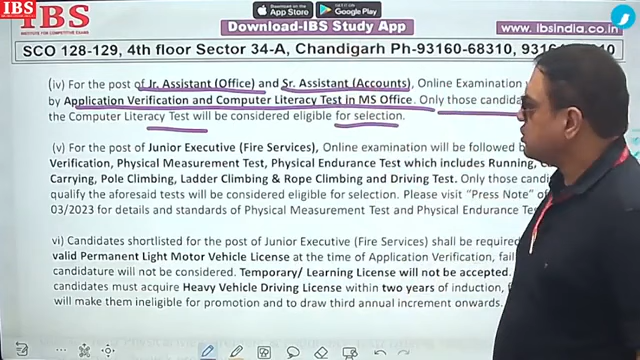 IBS
INSTITUTE FOR COMPETITIVE EXAMS
Download on the App Store
GET IT ON Google Play
Download-IBS Study App
www.ibsindia.co.in
SCO 128-129, 4th floor Sector 34-A, Chandigarh Ph-93160-68310, 9316 10
(iv) For the post of Jr. Assistant (Office) and Sr. Assistant (Accounts), Online Examination
by Application Verification and Computer Literacy Test in MS Office. Only those
the Computer Literacy Test will be considered eligible for selection.
(v) For the post of Junior Executive (Fire Services), Online examination will be followed
Verification, Physical Measurement Test, Physical Endurance Test which includes Running,
Carrying, Pole Climbing, Ladder Climbing & Rope Climbing and Driving Test. Only those
qualify the aforesaid tests will be considered eligible for selection. Please visit "Press Note" of
03/2023 for details and standards of Physical Measurement Test and Physical Endurance
vi) Candidates shortlisted for the post of Junior Executive (Fire Services) shall be required
valid Permanent Light Motor Vehicle License at the time of Application Verification,
candidature will not be considered. Temporary/ Learning License will not be accepted.
candidates must acquire Heavy Vehicle Driving License within two years of induction,
will make them ineligible for promotion and to draw third annual increment onwards.